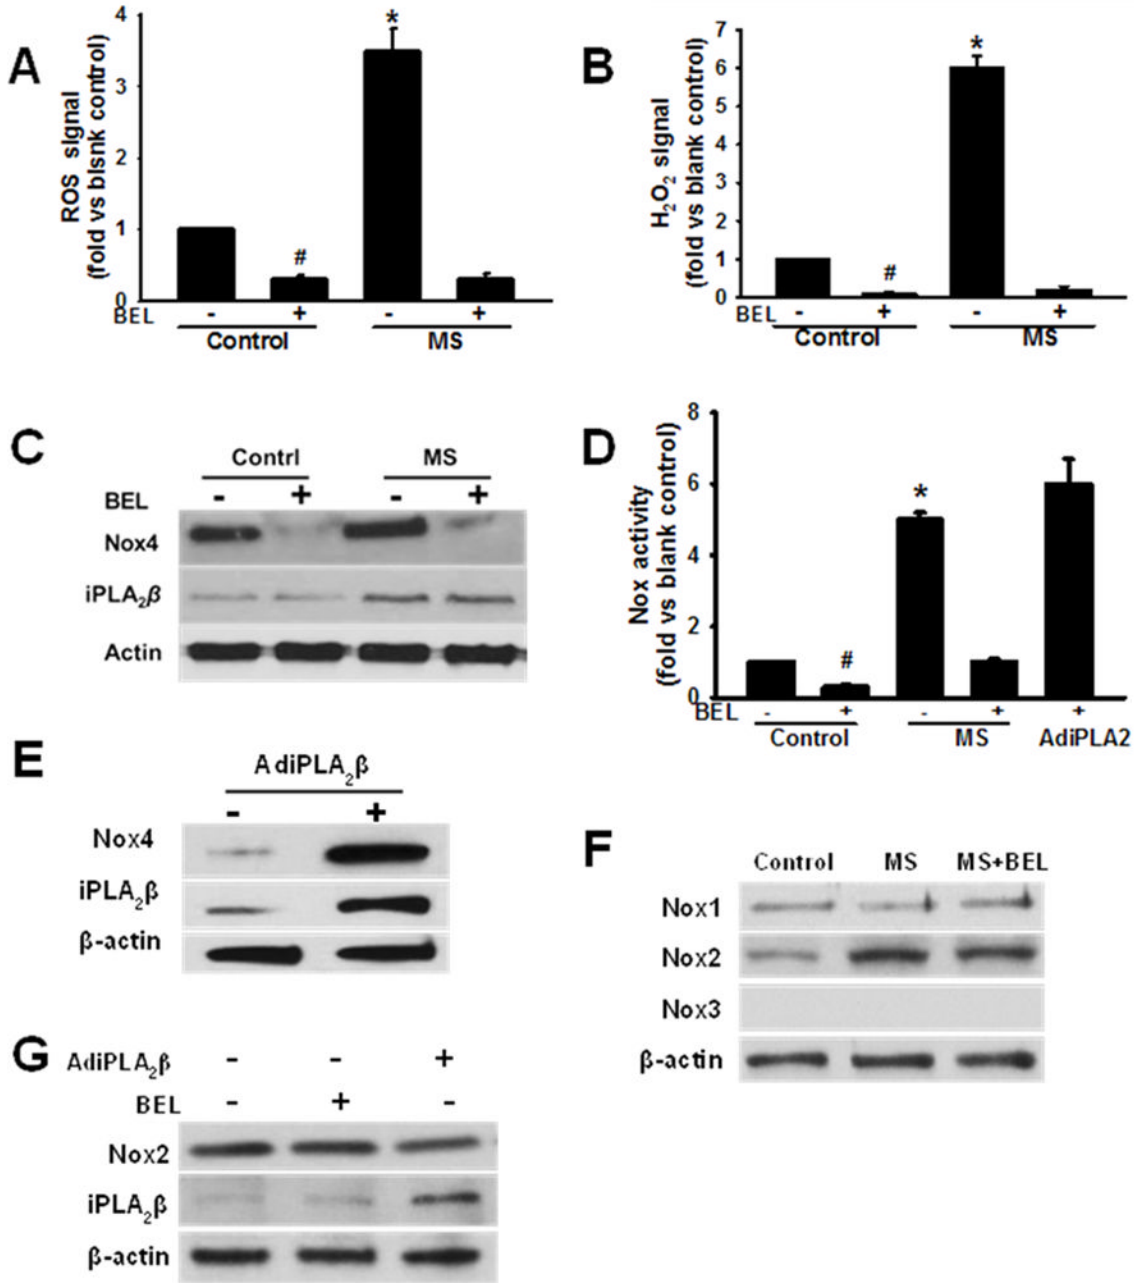 A
ROS signal
(fold vs blsnk control)
4
3
2
1
0
*
#
BEL - + - +
Control MS
B
H₂O₂ signal
(fold vs blank control)
7
6
5
4
3
2
1
0
*
#
BEL - + - +
Control MS
C
Contrl MS
BEL - + - +
Nox4
iPLA₂β
Actin
D
Nox activity
(fold vs blank control)
8
6
4
2
0
*
#
BEL - + - + +
Control MS AdiPLA2
E
AdiPLA₂β
- +
Nox4
iPLA₂β
β-actin
F
Control MS MS+BEL
Nox1
Nox2
Nox3
β-actin
G
AdiPLA₂β - - +
BEL - + -
Nox2
iPLA₂β
β-actin